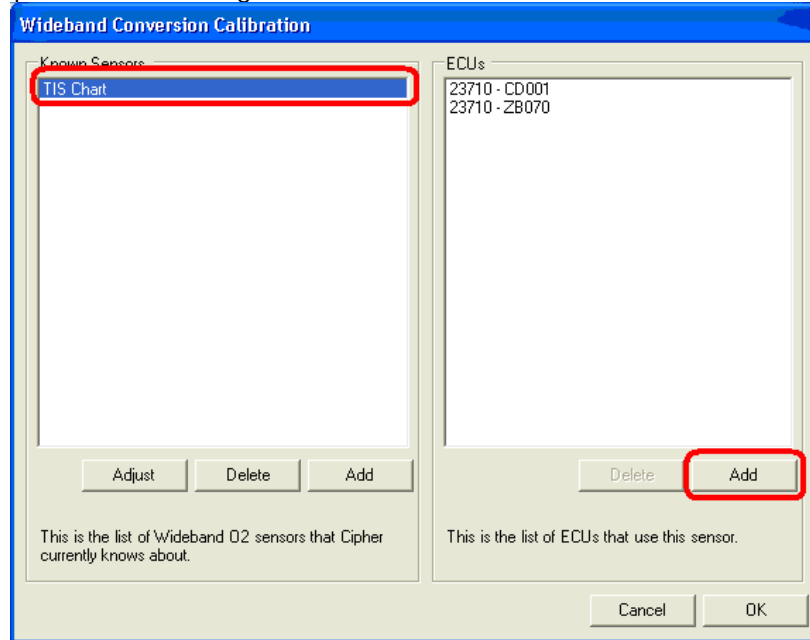 Wideband Conversion Calibration
Known Sensors
TIS Chart
ECUs
23710 - CD001
23710 - ZB070
Adjust
Delete
Add
Delete
Add
This is the list of Wideband O2 sensors that Cipher
currently knows about.
This is the list of ECUs that use this sensor.
Cancel
OK